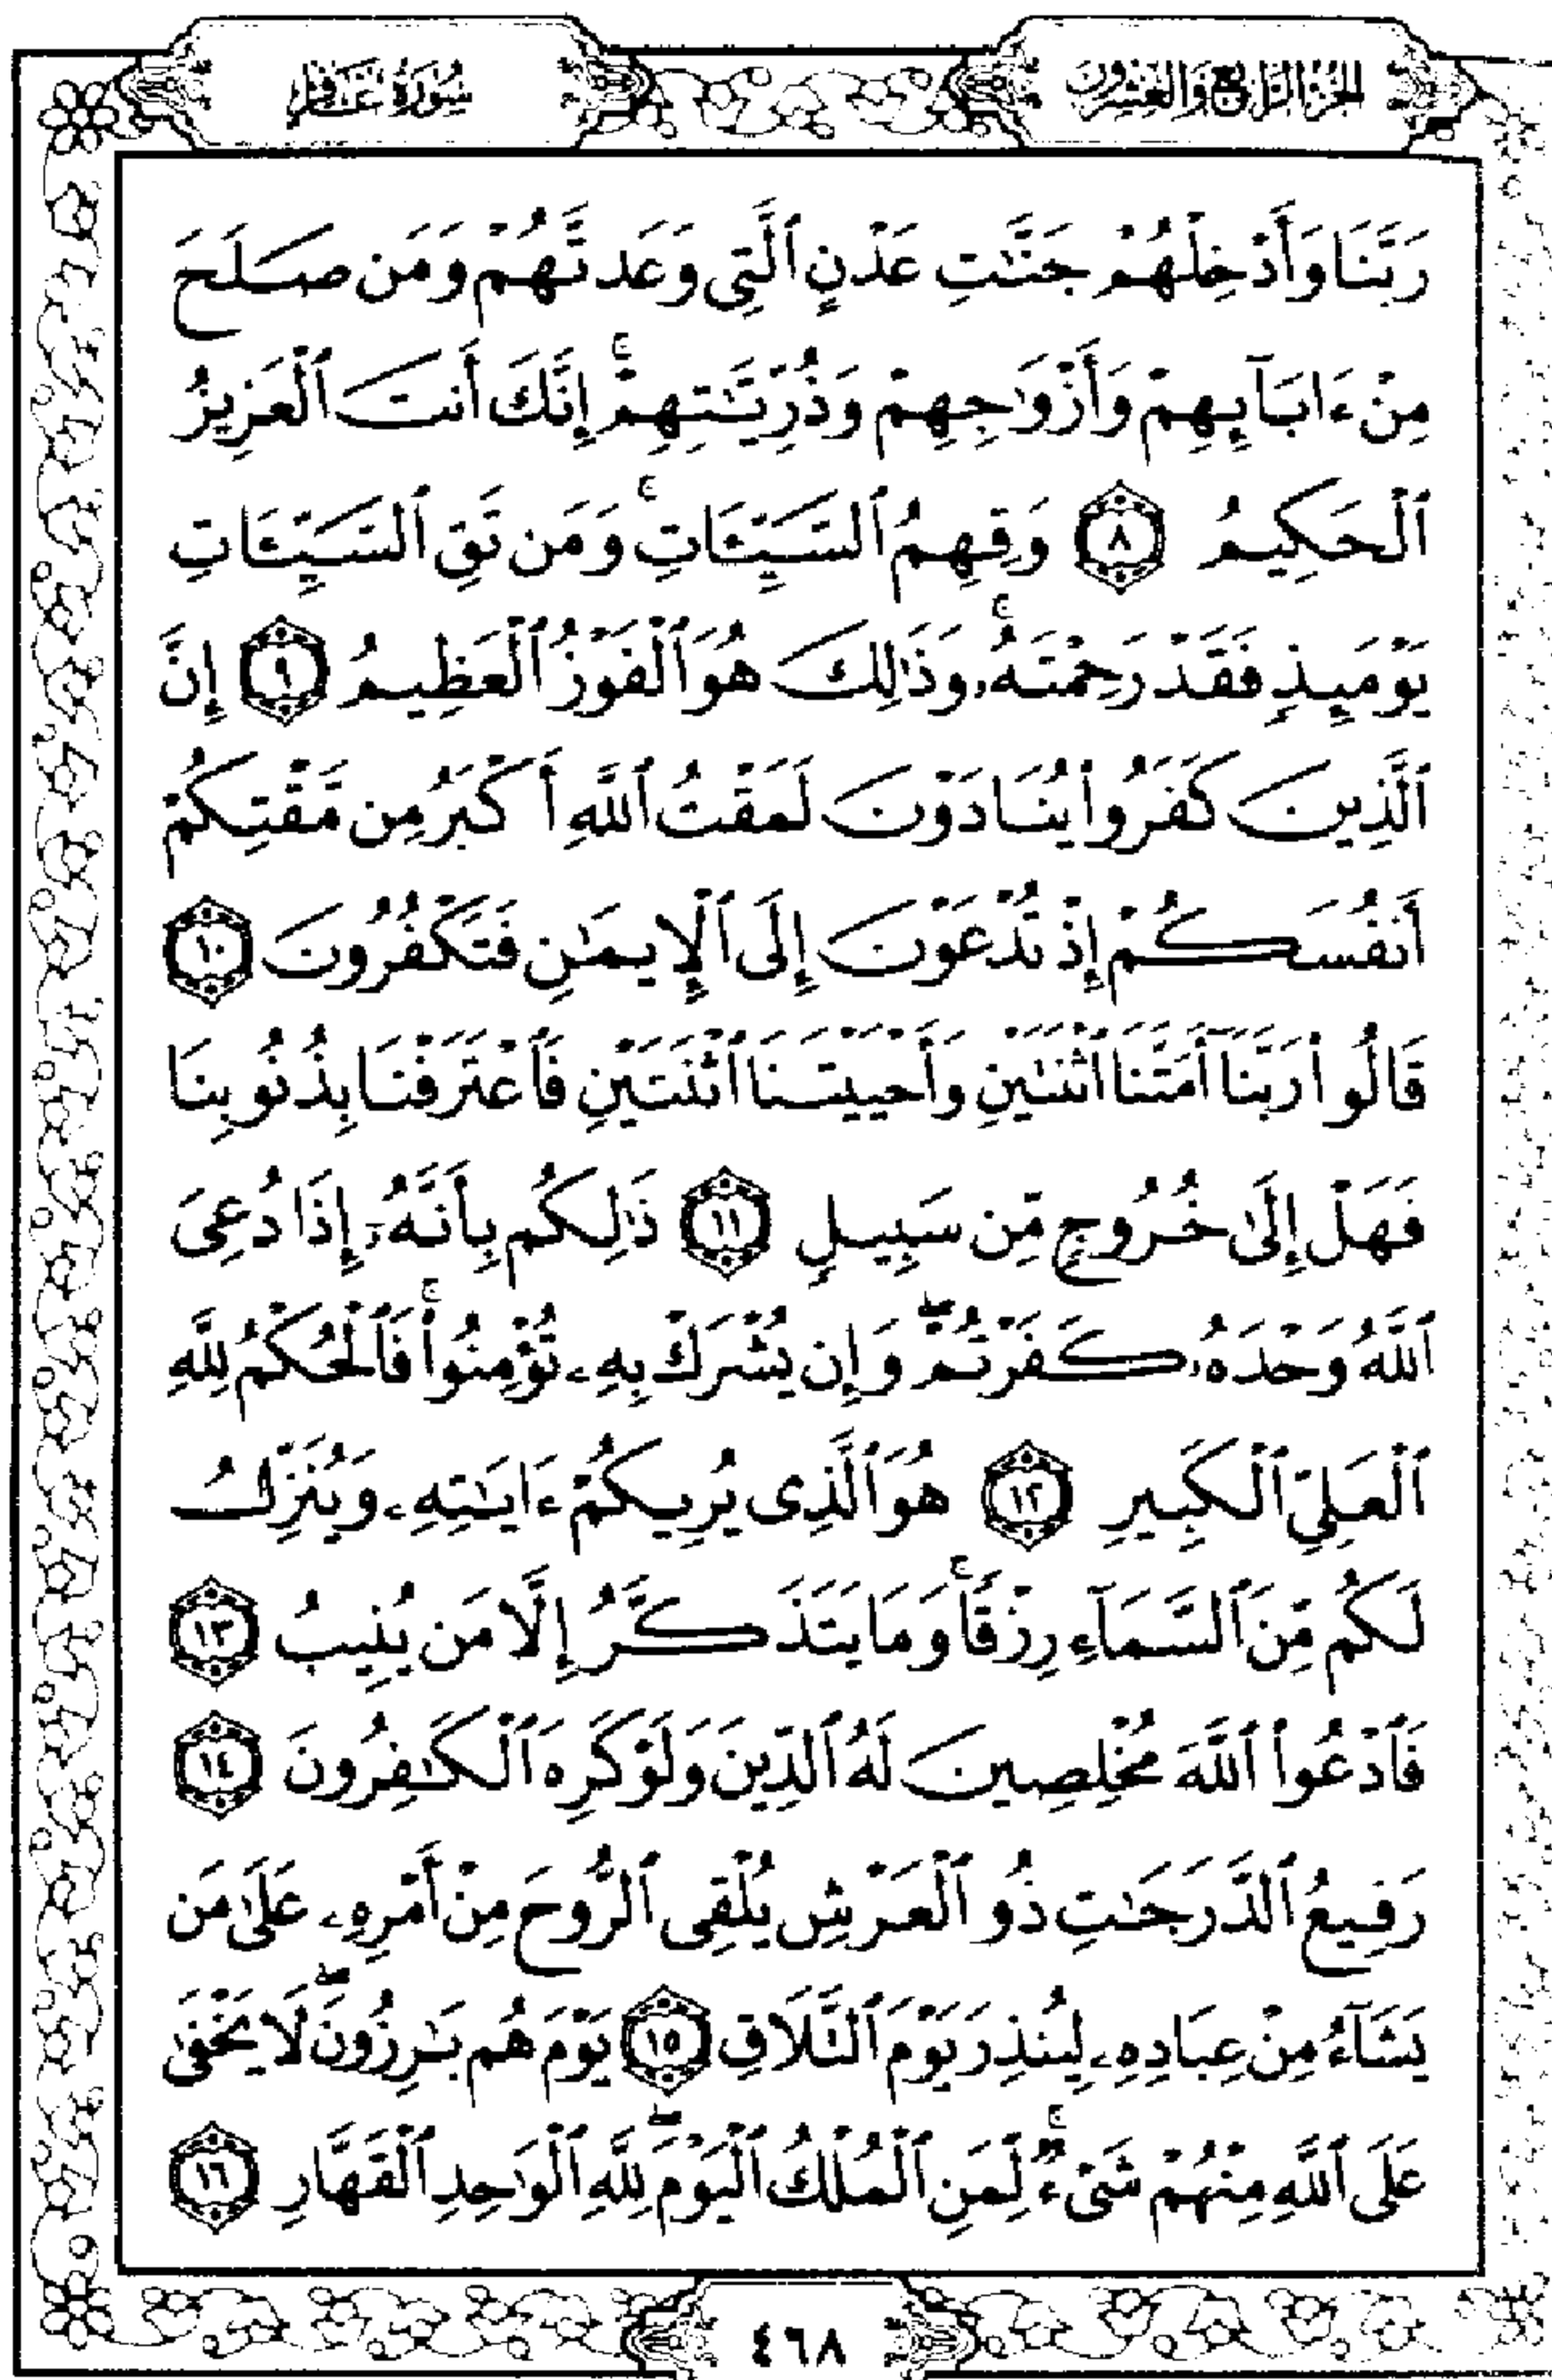 الجزء الرابع والعشرون
سورة غافر
رَبَّنَا وَأَدْخِلْهُمْ جَنَّـٰتِ عَدْنٍ ٱلَّتِى وَعَدتَّهُمْ وَمَن صَلَحَ
مِنْ ءَابَآئِهِمْ وَأَزْوَٰجِهِمْ وَذُرِّيَّـٰتِهِمْ ۚ إِنَّكَ أَنتَ ٱلْعَزِيزُ
ٱلْحَكِيمُ ٨ وَقِهِمُ ٱلسَّيِّـَٔاتِ ۚ وَمَن تَقِ ٱلسَّيِّـَٔاتِ
يَوْمَئِذٍ فَقَدْ رَحِمْتَهُۥ ۚ وَذَٰلِكَ هُوَ ٱلْفَوْزُ ٱلْعَظِيمُ ٩ إِنَّ
ٱلَّذِينَ كَفَرُوا۟ يُنَادَوْنَ لَمَقْتُ ٱللَّهِ أَكْبَرُ مِن مَّقْتِكُمْ
أَنفُسَكُمْ إِذْ تُدْعَوْنَ إِلَى ٱلْإِيمَـٰنِ فَتَكْفُرُونَ ١٠
قَالُوا۟ رَبَّنَآ أَمَتَّنَا ٱثْنَتَيْنِ وَأَحْيَيْتَنَا ٱثْنَتَيْنِ فَٱعْتَرَفْنَا بِذُنُوبِنَا
فَهَلْ إِلَىٰ خُرُوجٍ مِّن سَبِيلٍ ١١ ذَٰلِكُم بِأَنَّهُۥٓ إِذَا دُعِىَ
ٱللَّهُ وَحْدَهُۥ كَفَرْتُمْ ۖ وَإِن يُشْرَكْ بِهِۦ تُؤْمِنُوا۟ ۚ فَٱلْحُكْمُ لِلَّهِ
ٱلْعَلِىِّ ٱلْكَبِيرِ ١٢ هُوَ ٱلَّذِى يُرِيكُمْ ءَايَـٰتِهِۦ وَيُنَزِّلُ
لَكُم مِّنَ ٱلسَّمَآءِ رِزْقًا ۚ وَمَا يَتَذَكَّرُ إِلَّا مَن يُنِيبُ ١٣
فَٱدْعُوا۟ ٱللَّهَ مُخْلِصِينَ لَهُ ٱلدِّينَ وَلَوْ كَرِهَ ٱلْكَـٰفِرُونَ ١٤
رَفِيعُ ٱلدَّرَجَـٰتِ ذُو ٱلْعَرْشِ يُلْقِى ٱلرُّوحَ مِنْ أَمْرِهِۦ عَلَىٰ مَن
يَشَآءُ مِنْ عِبَادِهِۦ لِيُنذِرَ يَوْمَ ٱلتَّلَاقِ ١٥ يَوْمَ هُم بَـٰرِزُونَ ۖ لَا يَخْفَىٰ
عَلَى ٱللَّهِ مِنْهُمْ شَىْءٌ ۚ لِّمَنِ ٱلْمُلْكُ ٱلْيَوْمَ ۖ لِلَّهِ ٱلْوَٰحِدِ ٱلْقَهَّارِ ١٦
٤٦٨